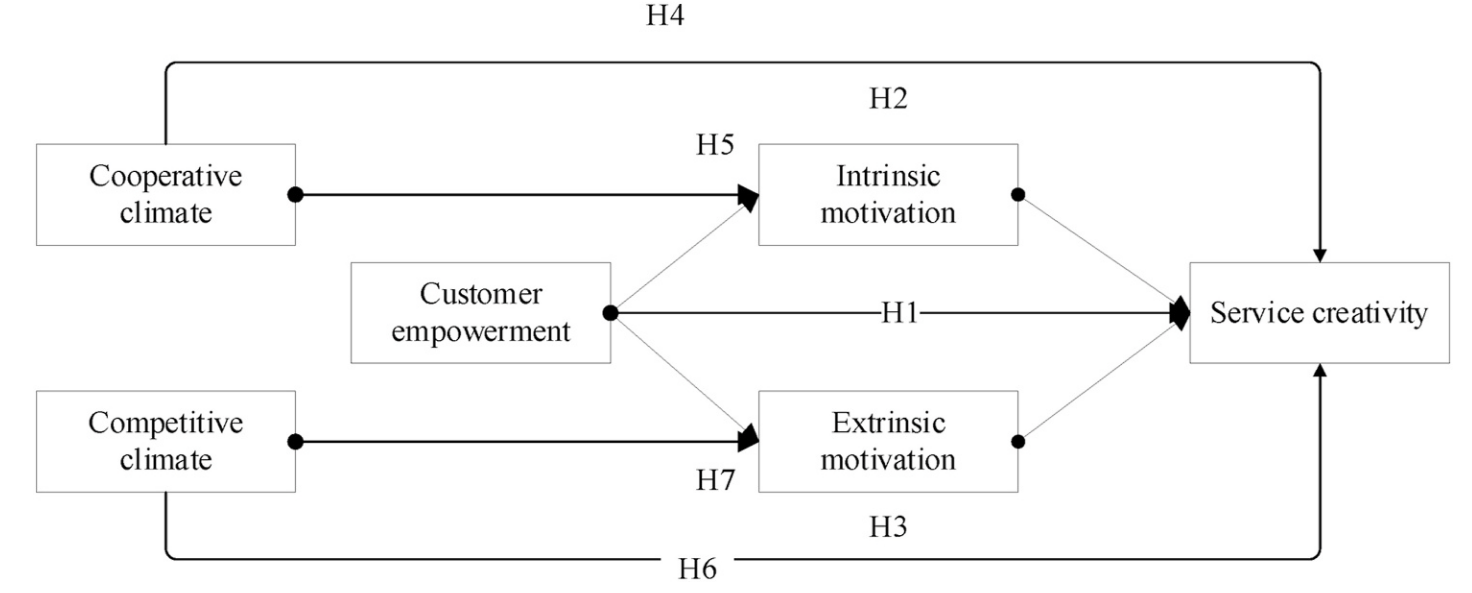 H4
H2
H5
Cooperative
climate
Intrinsic
motivation
Customer
empowerment
H1
Service creativity
Competitive
climate
Extrinsic
motivation
H7
H3
H6